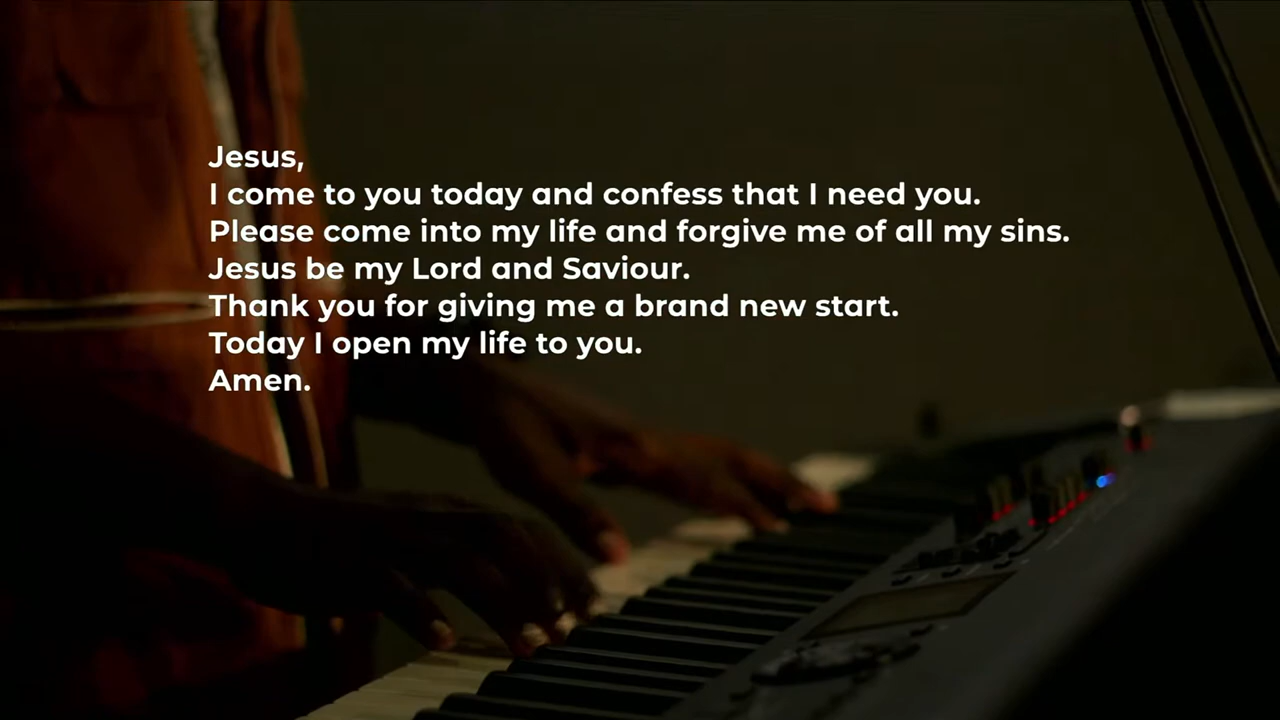 Jesus,
I come to you today and confess that I need you.
Please come into my life and forgive me of all my sins.
Jesus be my Lord and Saviour.
Thank you for giving me a brand new start.
Today I open my life to you.
Amen.